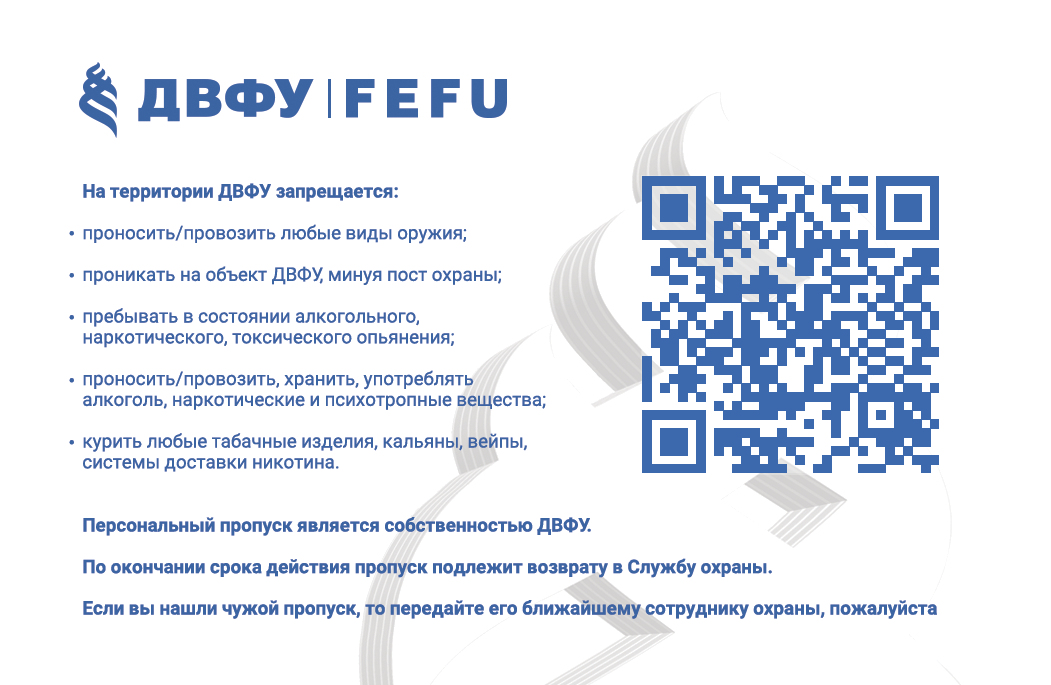 ДВФУ | FEFU
На территории ДВФУ запрещается:
• проносить/провозить любые виды оружия;
• проникать на объект ДВФУ, минуя пост охраны;
• пребывать в состоянии алкогольного,
наркотического, токсического опьянения;
• проносить/провозить, хранить, употреблять
алкоголь, наркотические и психотропные вещества;
• курить любые табачные изделия, кальяны, вейпы,
системы доставки никотина.
Персональный пропуск является собственностью ДВФУ.
По окончании срока действия пропуск подлежит возврату в Службу охраны.
Если вы нашли чужой пропуск, то передайте его ближайшему сотруднику охраны, пожалуйста